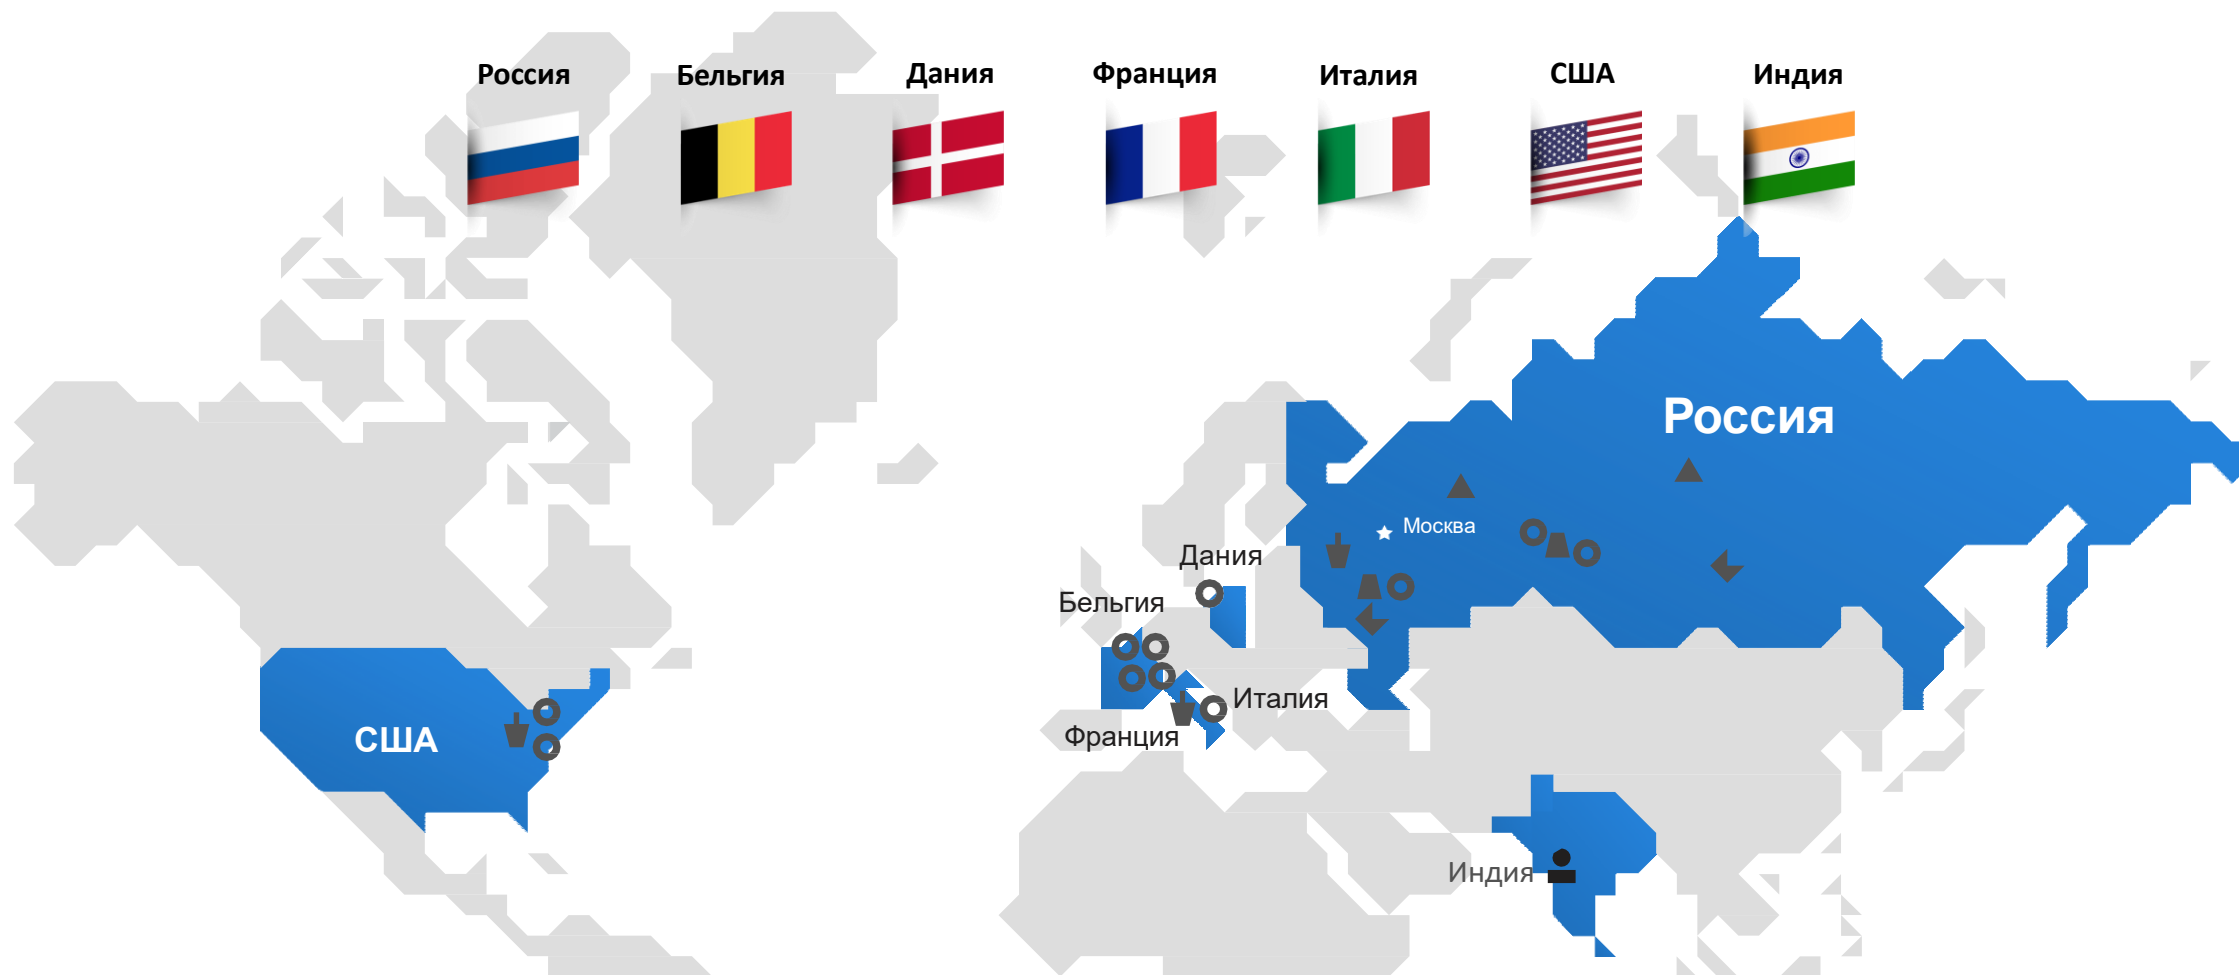 Россия
Бельгия
Дания
Франция
Италия
США
Индия
Россия
Москва
Дания
Бельгия
Италия
Франция
США
Индия